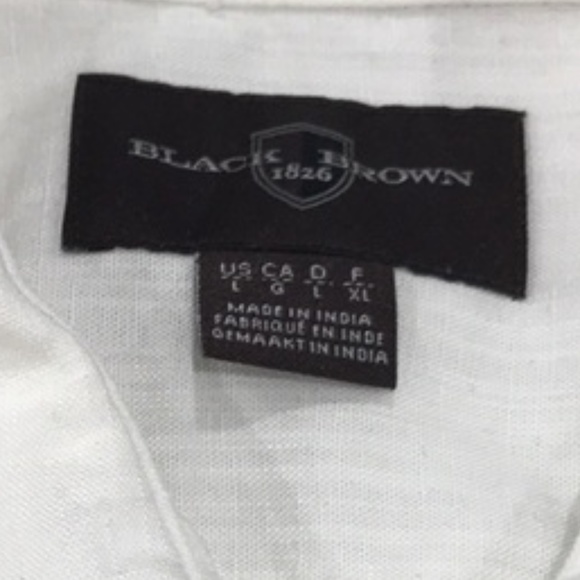 BLACK BROWN
1826
US CA D F
L G L XL
MADE IN INDIA
FABRIQUÉ EN INDE
GEMAAKT IN INDIA